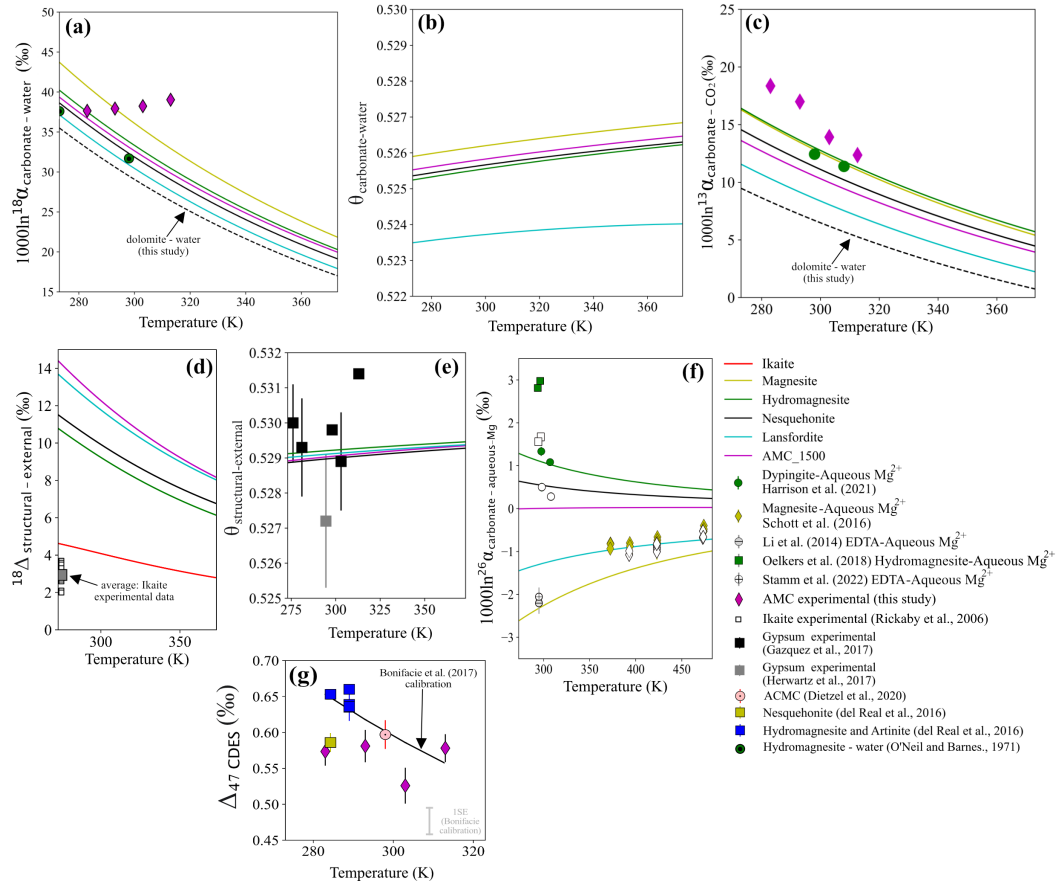 (a)
50
45
40
35
30
25
20
15
1000ln¹⁸α carbonate – water (‰)
dolomite - water
(this study)
280 300 320 340 360
Temperature (K)
(b)
0.530
0.529
0.528
0.527
0.526
0.525
0.524
0.523
0.522
θ carbonate-water
280 300 320 340 360
Temperature (K)
(c)
25
20
15
10
5
0
1000ln¹³α carbonate – CO₂ (‰)
dolomite - water
(this study)
280 300 320 340 360
Temperature (K)
(d)
14
12
10
8
6
4
2
0
¹⁸Δ structural – external (‰)
average: Ikaite
experimental data
300 350
Temperature (K)
(e)
0.532
0.531
0.530
0.529
0.528
0.527
0.526
0.525
θ structural-external
275 300 325 350
Temperature (K)
(f)
3
2
1
0
−1
−2
−3
1000ln²⁶α carbonate – aqueous–Mg (‰)
300 350 400 450
Temperature (K)
Ikaite
Magnesite
Hydromagnesite
Nesquehonite
Lansfordite
AMC_1500
Dypingite-Aqueous Mg²⁺
Harrison et al. (2021)
Magnesite-Aqueous Mg²⁺
Schott et al. (2016)
Li et al. (2014) EDTA-Aqueous Mg²⁺
Oelkers et al. (2018) Hydromagnesite-Aqueous Mg²⁺
Stamm et al. (2022) EDTA-Aqueous Mg²⁺
AMC experimental (this study)
Ikaite experimental (Rickaby et al., 2006)
Gypsum experimental
(Gazquez et al., 2017)
Gypsum experimental
(Herwartz et al., 2017)
ACMC (Dietzel et al., 2020)
Nesquehonite (del Real et al., 2016)
Hydromagnesite and Artinite (del Real et al., 2016)
Hydromagnesite - water (O'Neil and Barnes., 1971)
(g)
0.70
0.65
0.60
0.55
0.50
0.45
Δ47 CDES (‰)
Bonifacie et al. (2017)
calibration
1SE
(Bonifacie
calibration)
280 300 320
Temperature (K)